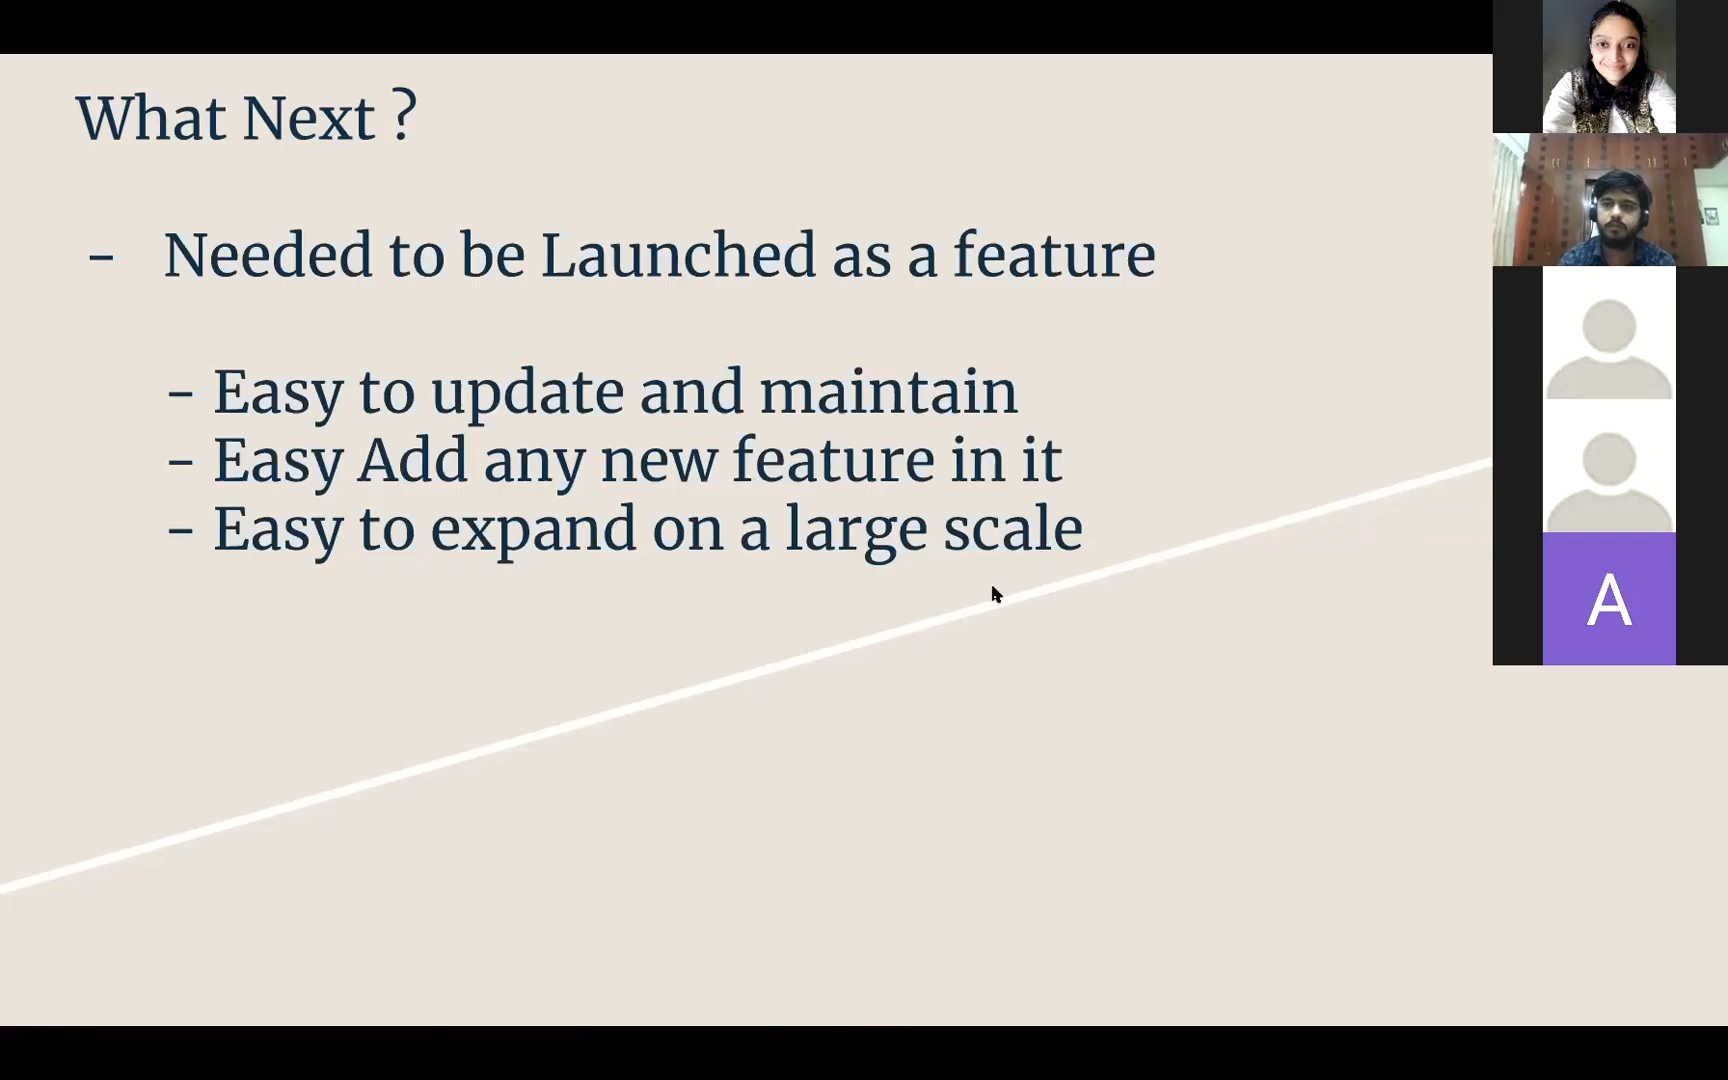 What Next ?
- Needed to be Launched as a feature
- Easy to update and maintain
- Easy Add any new feature in it
- Easy to expand on a large scale
A